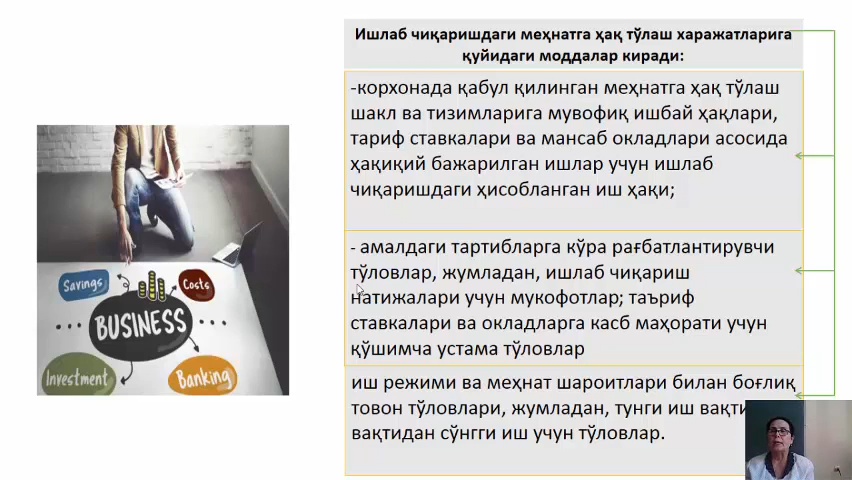 Ишлаб чиқаришдаги меҳнатга ҳақ тўлаш харажатларига
қуйидаги моддалар киради:
-корхонада қабул қилинган меҳнатга ҳақ тўлаш
шакл ва тизимларига мувофиқ ишбай ҳақлари,
тариф ставкалари ва мансаб окладлари асосида
ҳақиқий бажарилган ишлар учун ишлаб
чиқаришдаги ҳисобланган иш ҳақи;
- амалдаги тартибларга кўра рағбатлантирувчи
тўловлар, жумладан, ишлаб чиқариш
натижалари учун мукофотлар; таъриф
ставкалари ва окладларга касб маҳорати учун
қўшимча устама тўловлар
иш режими ва меҳнат шароитлари билан боғлиқ
товон тўловлари, жумладан, тунги иш
вақтидан сўнгги иш учун тўловлар.
Savings
Costs
BUSINESS
Investment
Banking